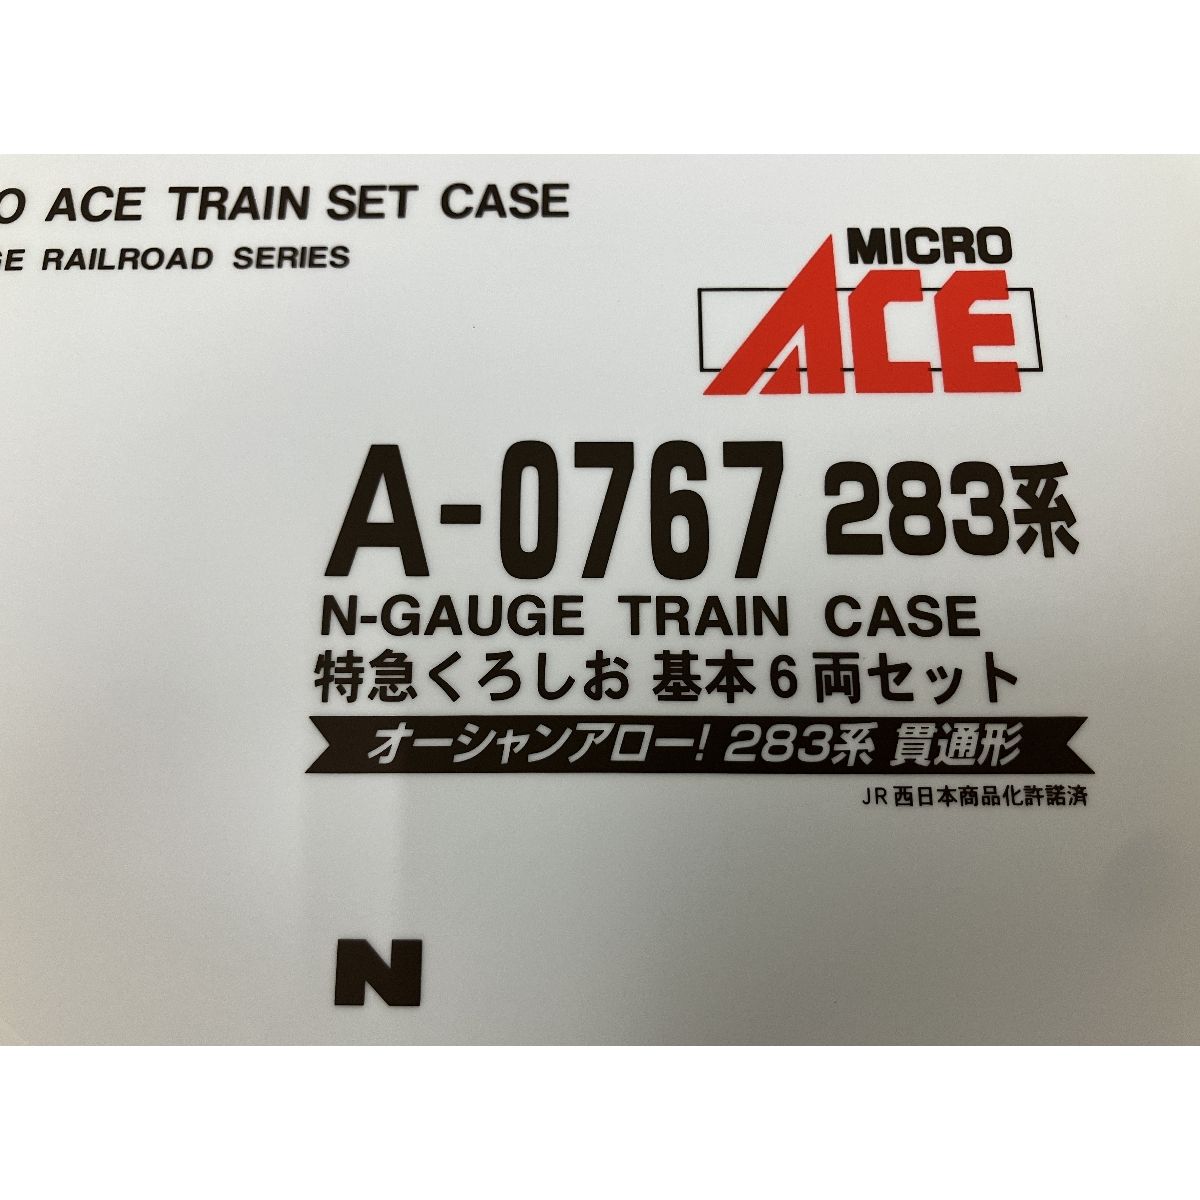 O ACE TRAIN SET CASE
GE RAILROAD SERIES
MICRO
ACE
A-0767 283系
N-GAUGE TRAIN CASE
特急くろしお 基本6両セット
オーシャンアロー! 283系 貫通形
JR西日本商品化許諾済
N